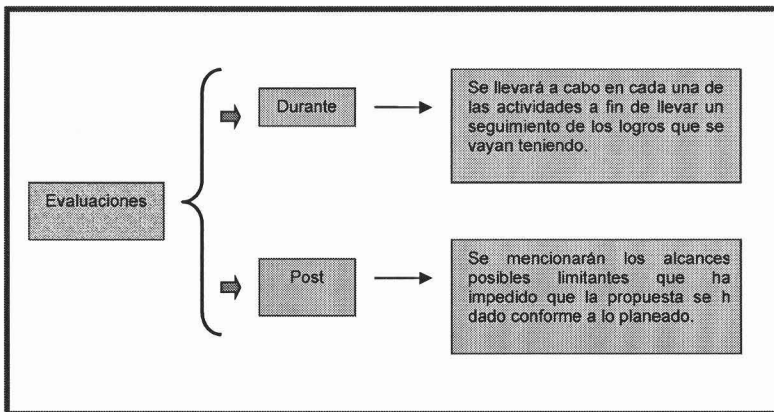 Evaluaciones
Durante
Se llevará a cabo en cada una de
las actividades a fin de llevar un
seguimiento de los logros que se
vayan teniendo.
Post
Se mencionarán los alcances
posibles limitantes que ha
impedido que la propuesta se h
dado conforme a lo planeado.